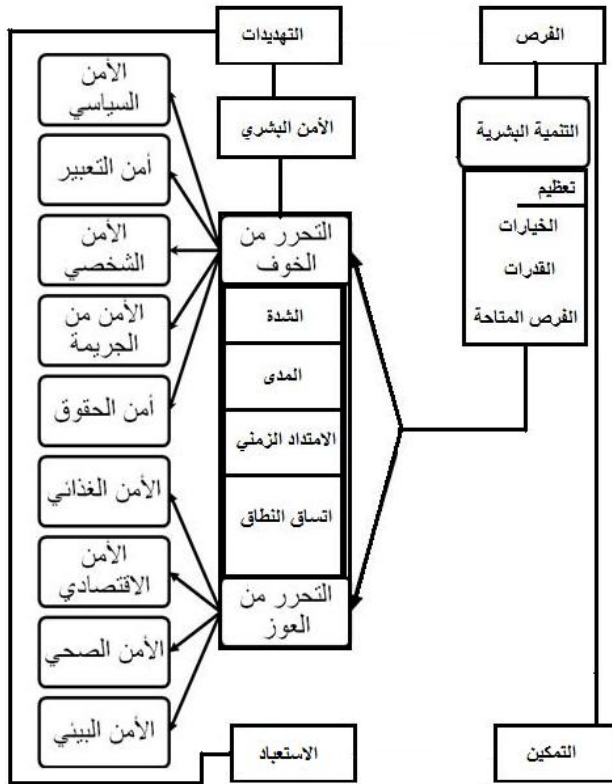 الفرص
التهديدات
التنمية البشرية
الأمن البشري
تعظيم
الخيارات
القدرات
الفرص المتاحة
التحرر من
الخوف
الشدة
المدى
الامتداد الزمني
اتساق النطاق
التحرر من
العوز
الأمن
السياسي
أمن التعبير
الأمن
الشخصي
الأمن من
الجريمة
أمن الحقوق
الأمن الغذائي
الأمن
الاقتصادي
الأمن الصحي
الأمن البيئي
التمكين
الاستعباد